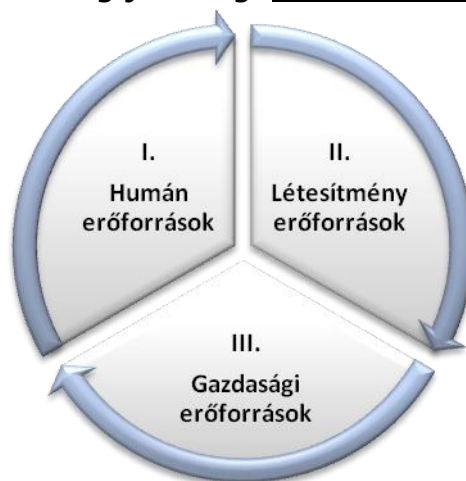 I.
Humán
erőforrások
II.
Létesítmény
erőforrások
III.
Gazdasági
erőforrások